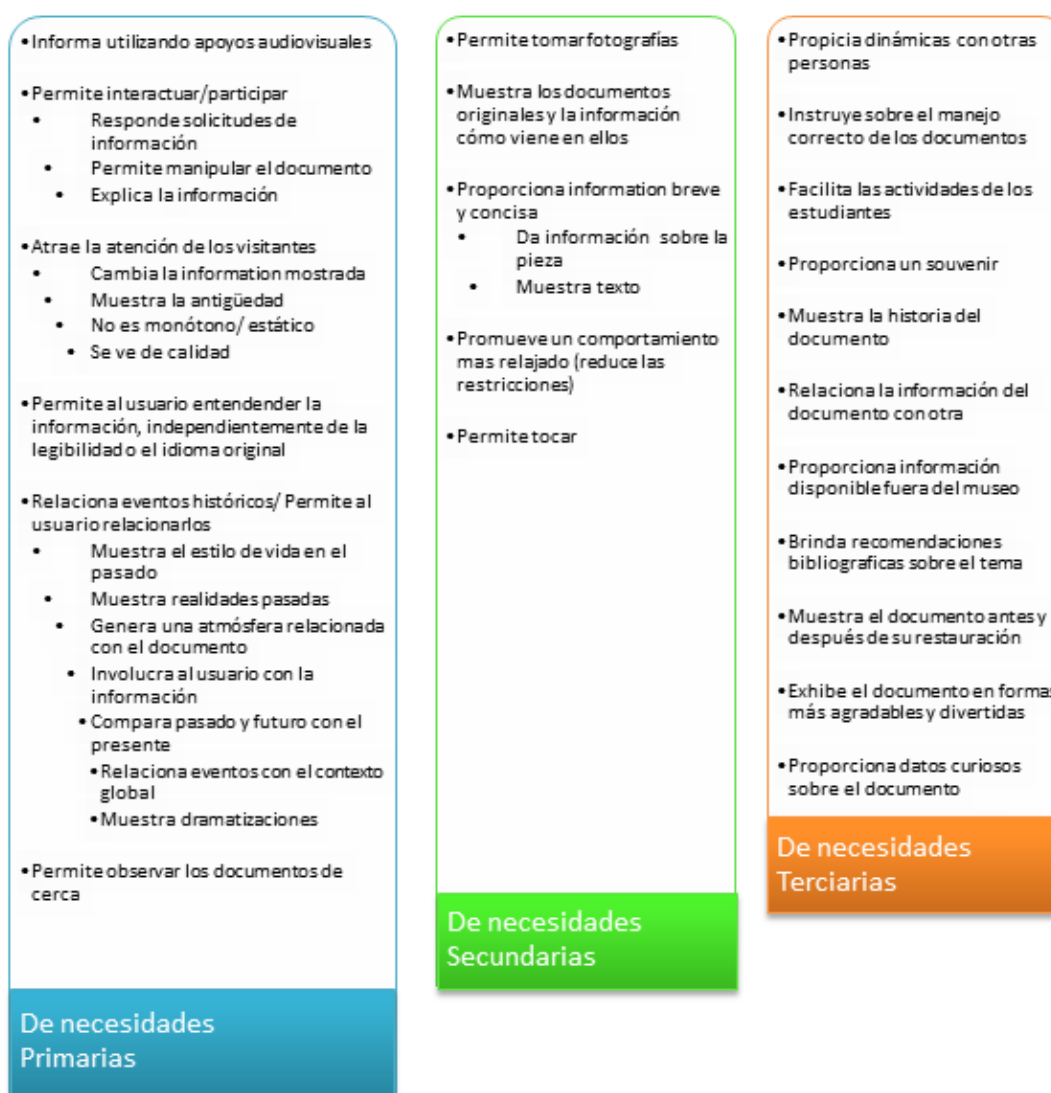 •Informa utilizando apoyos audiovisuales
•Permite interactuar/participar
• Responde solicitudes de
información
• Permite manipular el documento
• Explica la información
•Atrae la atención de los visitantes
• Cambia la information mostrada
• Muestra la antigüedad
• No es monótono/ estático
• Se ve de calidad
•Permite al usuario entendender la
información, independientemente de la
legibilidad o el idioma original
•Relaciona eventos históricos/ Permite al
usuario relacionarlos
• Muestra el estilo de vida en el
pasado
• Muestra realidades pasadas
• Genera una atmósfera relacionada
con el documento
• Involucra al usuario con la
información
•Compara pasado y futuro con el
presente
•Relaciona eventos con el contexto
global
•Muestra dramatizaciones
•Permite observar los documentos de
cerca
De necesidades
Primarias
•Permite tomar fotografías
•Muestra los documentos
originales y la información
cómo viene en ellos
•Proporciona information breve
y concisa
• Da información sobre la
pieza
• Muestra texto
•Promueve un comportamiento
mas relajado (reduce las
restricciones)
•Permite tocar
De necesidades
Secundarias
•Propicia dinámicas con otras
personas
•Instruye sobre el manejo
correcto de los documentos
•Facilita las actividades de los
estudiantes
•Proporciona un souvenir
•Muestra la historia del
documento
•Relaciona la información del
documento con otra
•Proporciona información
disponible fuera del museo
•Brinda recomendaciones
bibliograficas sobre el tema
•Muestra el documento antes y
después de su restauración
•Exhibe el documento en formas
más agradables y divertidas
•Proporciona datos curiosos
sobre el documento
De necesidades
Terciarias